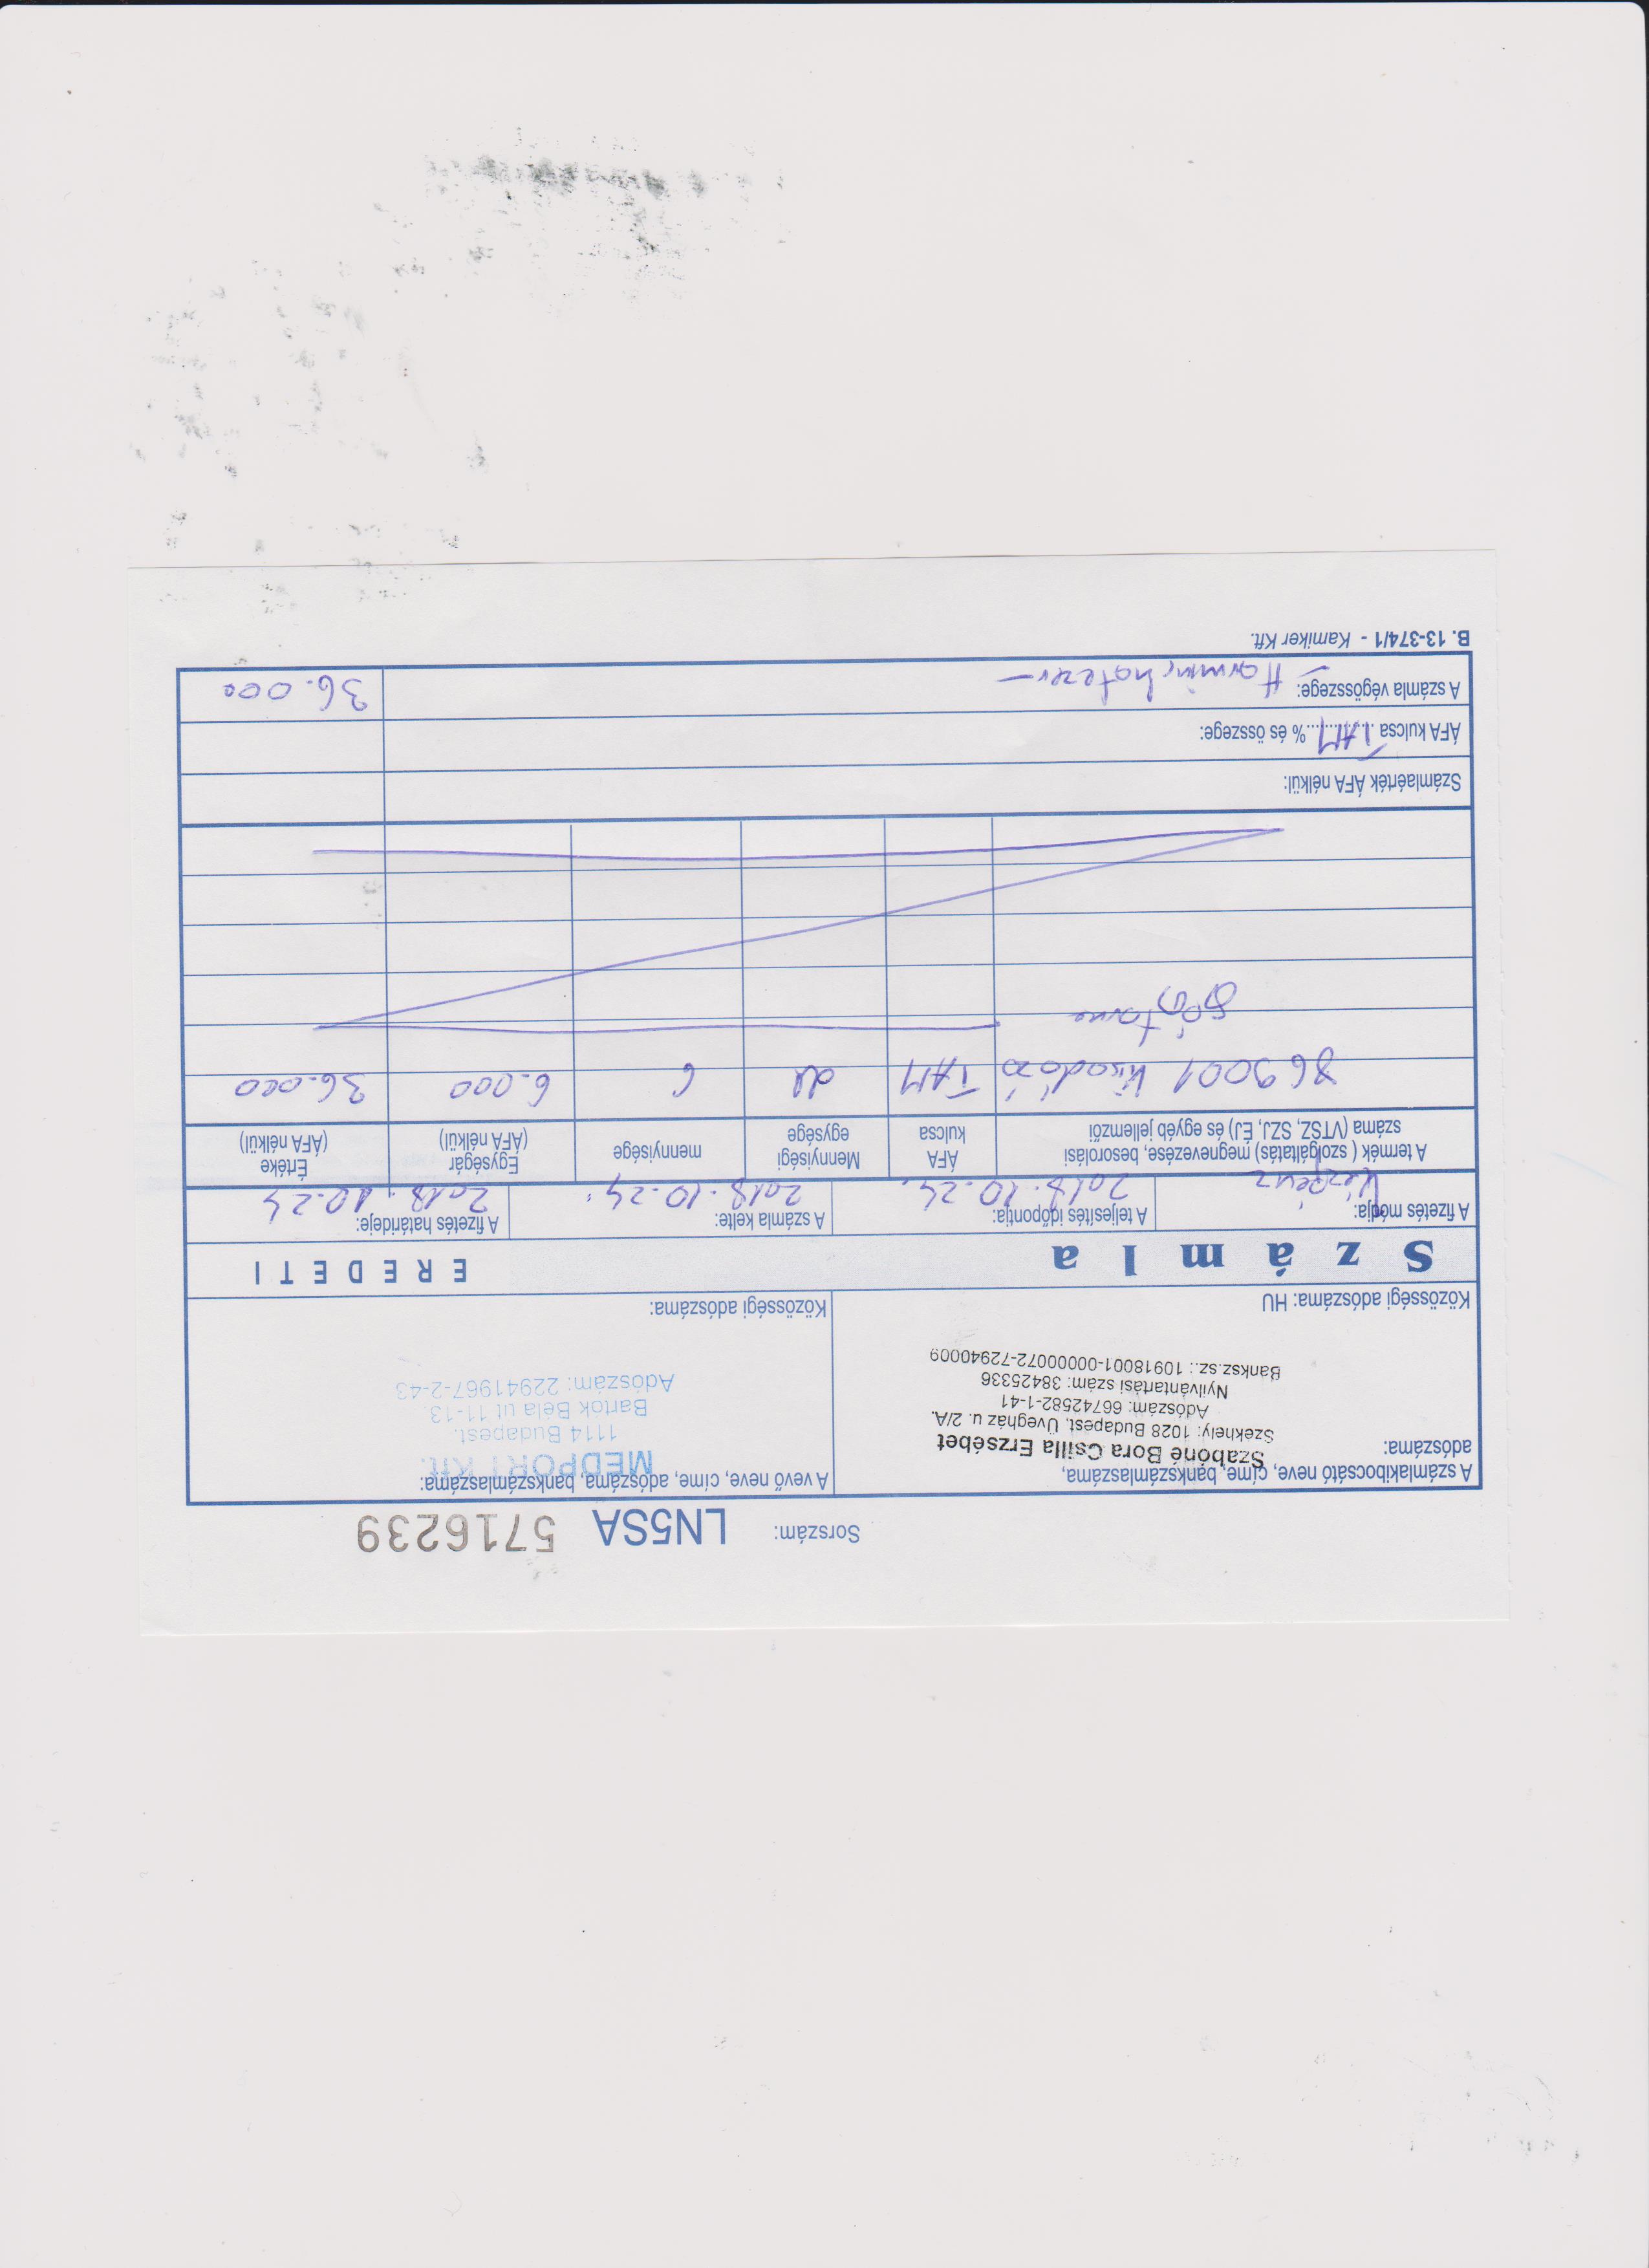 Sorszám: LN5SA 5716239
A számlakibocsátó neve, címe, bankszámlaszáma,
adószáma:
Szabóné Bora Csilla Erzsébet
Székhely: 1028 Budapest, Üvegház u. 2/A.
Adószám: 66742582-1-41
Nyilvántartási szám: 38425336
Banksz.sz.: 10918001-00000072-72940009
Közösségi adószáma: HU
A vevő neve, címe, adószáma, bankszámlaszáma:
MEDPORT Kft.
1114 Budapest.
Bartók Béla út 11-13
Adószám: 22941967-2-43
Közösségi adószáma:
Számla EREDETI
A fizetés módja: Készpénz
A teljesítés időpontja: 2018.10.24.
A számla kelte: 2018.10.24.
A fizetés határideje: 2018.10.24
A termék ( szolgáltatás) megnevezése, besorolási
száma (VTSZ, SZJ, ÉJ) és egyéb jellemzői
ÁFA
kulcsa
Mennyiségi
egysége
mennyisége
Egységár
(ÁFA nélkül)
Értéke
(ÁFA nélkül)
869001 TAM 6 6.000 36.000
Számlaérték ÁFA nélkül:
ÁFA kulcsa TAM % és összege:
A számla végösszege: - Harminchatezer - 36.000
B. 13-374/1 - Kamiker Kft.